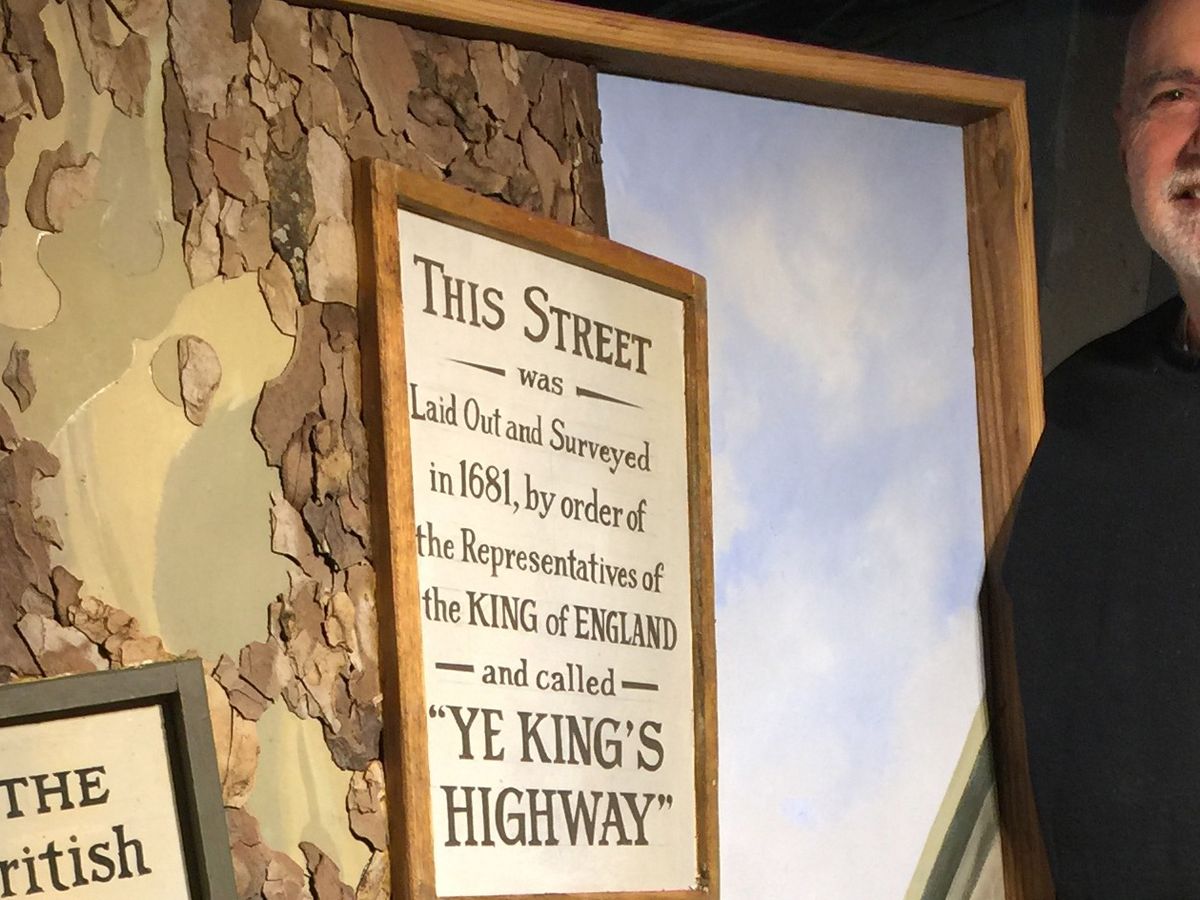 THIS STREET
— was —
Laid Out and Surveyed
in 1681, by order of
the Representatives of
the KING of ENGLAND
— and called —
"YE KING'S
HIGHWAY"
THE
ritish